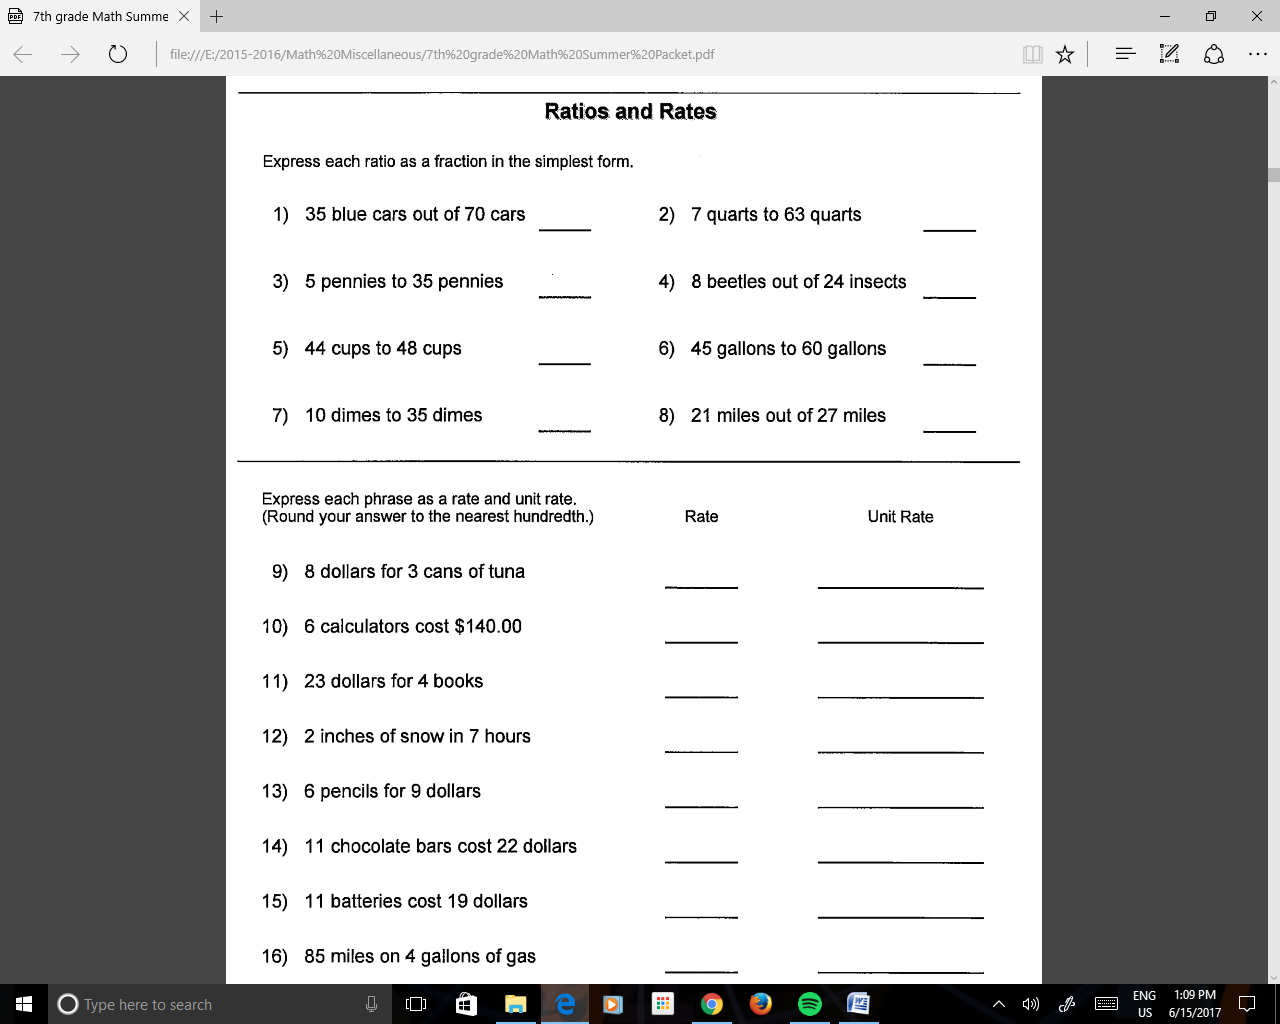 7th grade Math Summe
file:///E:/2015-2016/Math%20Miscellaneous/7th%20grade%20Math%20Summer%20Packet.pdf
Ratios and Rates
Express each ratio as a fraction in the simplest form.
1) 35 blue cars out of 70 cars
2) 7 quarts to 63 quarts
3) 5 pennies to 35 pennies
4) 8 beetles out of 24 insects
5) 44 cups to 48 cups
6) 45 gallons to 60 gallons
7) 10 dimes to 35 dimes
8) 21 miles out of 27 miles
Express each phrase as a rate and unit rate.
(Round your answer to the nearest hundredth.)
Rate
Unit Rate
9) 8 dollars for 3 cans of tuna
10) 6 calculators cost $140.00
11) 23 dollars for 4 books
12) 2 inches of snow in 7 hours
13) 6 pencils for 9 dollars
14) 11 chocolate bars cost 22 dollars
15) 11 batteries cost 19 dollars
16) 85 miles on 4 gallons of gas
Type here to search
ENG
US
1:09 PM
6/15/2017